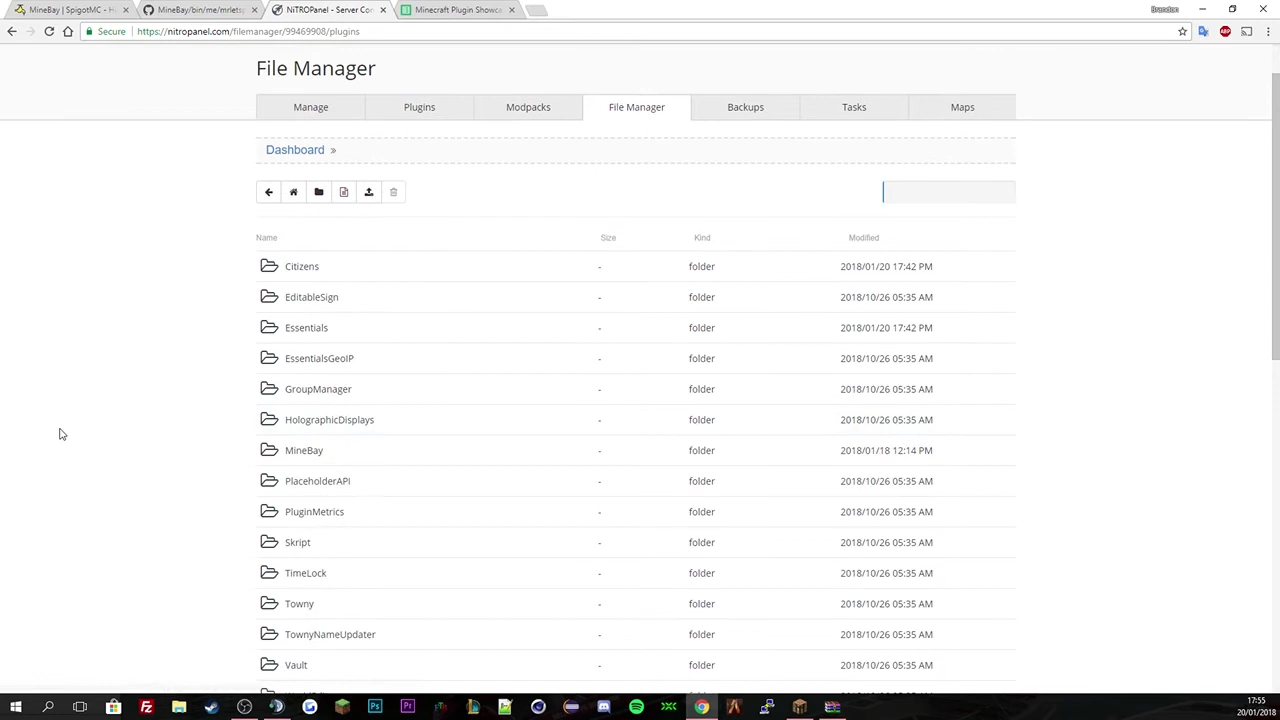 MineBay | SpigotMC - H
MineBay/bin/me/mrletsp
NiTROPanel - Server Con
Minecraft Plugin Showca
Brandon
Secure
https://nitropanel.com/filemanager/99469908/plugins
File Manager
Manage
Plugins
Modpacks
File Manager
Backups
Tasks
Maps
Dashboard »
Name
Size
Kind
Modified
Citizens - folder 2018/01/20 17:42 PM
EditableSign - folder 2018/10/26 05:35 AM
Essentials - folder 2018/01/20 17:42 PM
EssentialsGeoIP - folder 2018/10/26 05:35 AM
GroupManager - folder 2018/10/26 05:35 AM
HolographicDisplays - folder 2018/10/26 05:35 AM
MineBay - folder 2018/01/18 12:14 PM
PlaceholderAPI - folder 2018/10/26 05:35 AM
PluginMetrics - folder 2018/10/26 05:35 AM
Skript - folder 2018/10/26 05:35 AM
TimeLock - folder 2018/10/26 05:35 AM
Towny - folder 2018/10/26 05:35 AM
TownyNameUpdater - folder 2018/10/26 05:35 AM
Vault - folder 2018/10/26 05:35 AM
17:55
20/01/2018